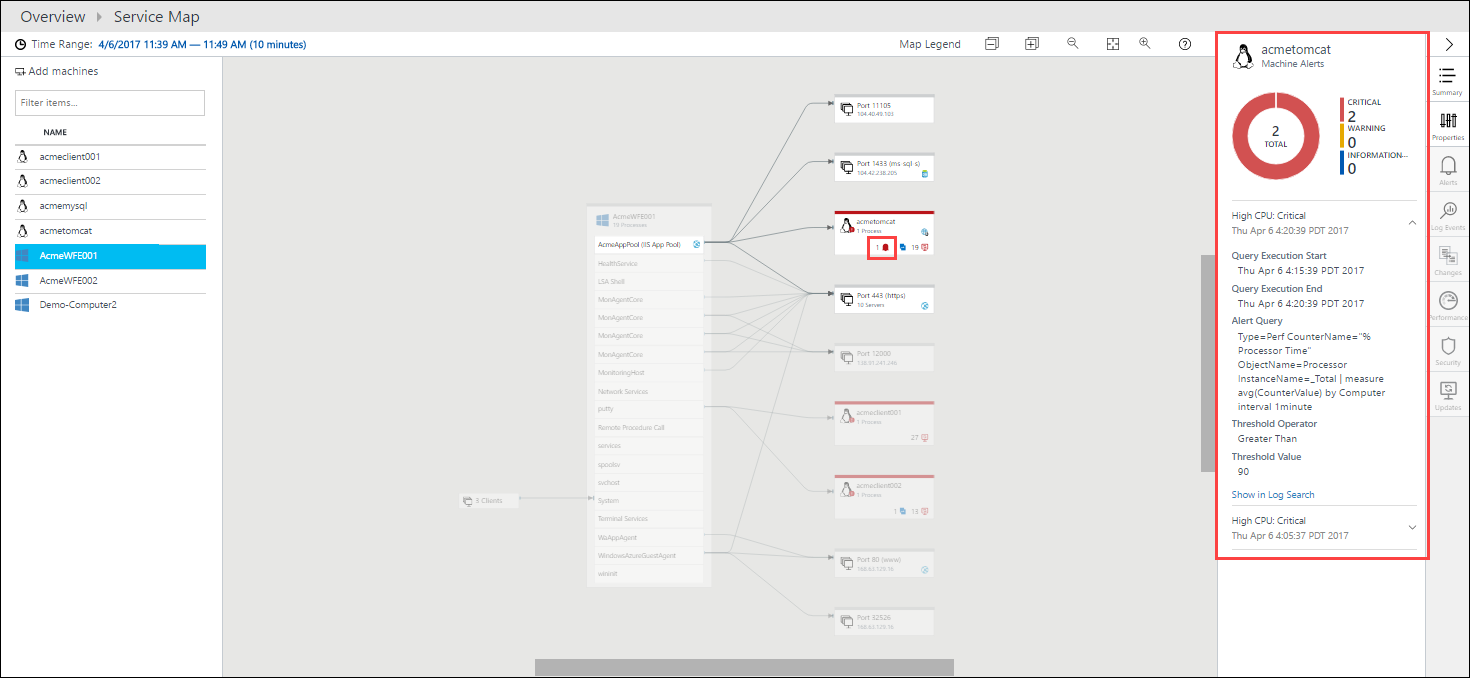 Overview
Service Map
Time Range: 4/6/2017 11:39 AM — 11:49 AM (10 minutes)
Map Legend
Add machines
Filter items...
NAME
acmeclient001
acmeclient002
acmemysql
acmetomcat
AcmeWFE001
AcmeWFE002
Demo-Computer2
3 Clients
AcmeWFE001
19 Processes
AcmeAppPool (IIS App Pool)
HealthService
LSA Shell
MonAgentCore
MonAgentCore
MonAgentCore
MonAgentCore
MonitoringHost
Network Services
putty
Remote Procedure Call
services
spoolsv
svchost
System
Terminal Services
WaAppAgent
WindowsAzureGuestAgent
wininit
Port 11105
104.40.49.103
Port 1433 (ms sql s)
104.42.238.205
acmetomcat
1 Process
1
19
Port 443 (https)
10 Servers
Port 12000
acmeclient001
1 Process
27
acmeclient002
1 Process
1
15
Port 80 (www)
168.63.129.16
Port 32526
168.63.129.16
acmetomcat
Machine Alerts
2
TOTAL
CRITICAL
2
WARNING
0
INFORMATION...
0
High CPU: Critical
Thu Apr 6 4:20:39 PDT 2017
Query Execution Start
Thu Apr 6 4:15:39 PDT 2017
Query Execution End
Thu Apr 6 4:20:39 PDT 2017
Alert Query
Type=Perf CounterName="%
Processor Time"
ObjectName=Processor
InstanceName=_Total | measure
avg(CounterValue) by Computer
interval 1minute
Threshold Operator
Greater Than
Threshold Value
90
Show in Log Search
High CPU: Critical
Thu Apr 6 4:05:37 PDT 2017
Summary
Properties
Alerts
Log Events
Changes
Performance
Security
Updates